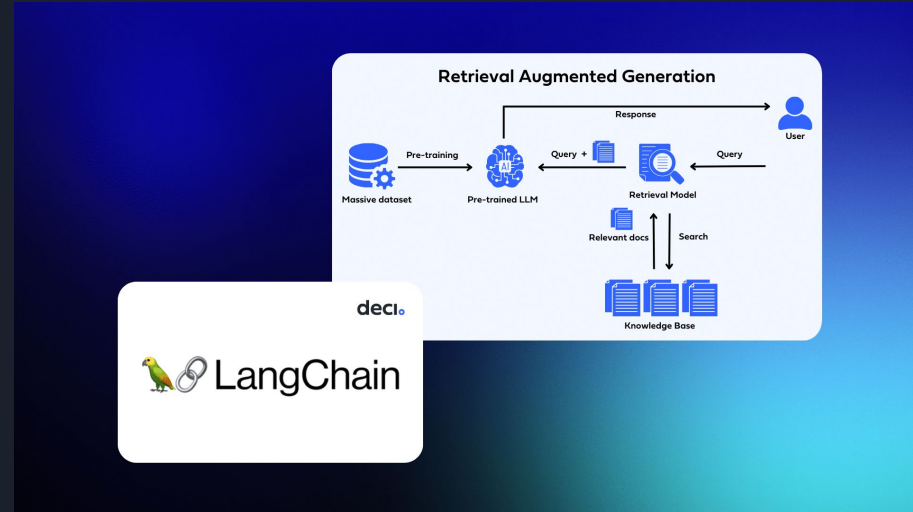 Retrieval Augmented Generation
Response
User
Pre-training
AI
Query +
Query
Massive dataset
Pre-trained LLM
Retrieval Model
Relevant docs
Search
Knowledge Base
deci.
LangChain